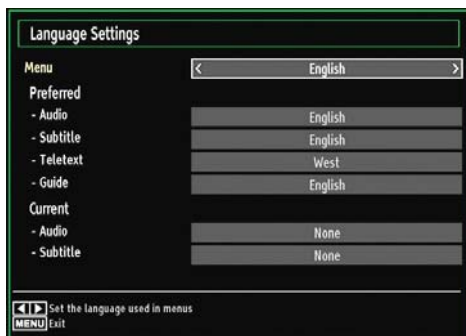 Language Settings
Menu < English >
Preferred
- Audio English
- Subtitle English
- Teletext West
- Guide English
Current
- Audio None
- Subtitle None
Set the language used in menus
MENU Exit